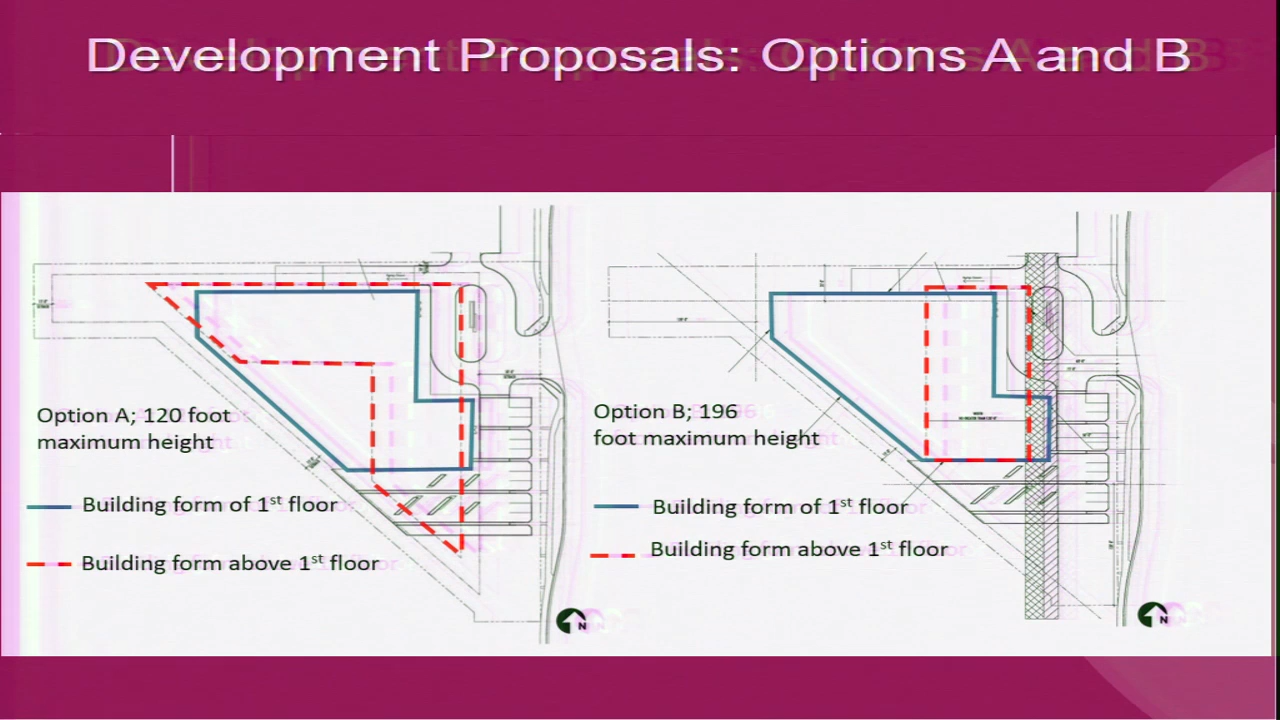 Development Proposals: Options A and B
Option A; 120 foot
maximum height
Building form of 1st floor
Building form above 1st floor
N
Option B; 196
foot maximum height
Building form of 1st floor
Building form above 1st floor
N